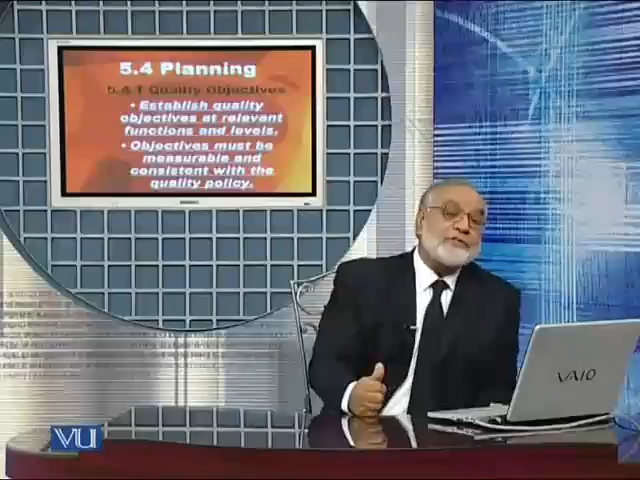 5.4 Planning
5.4.1 Quality Objectives
• Establish quality
objectives at relevant
functions and levels.
• Objectives must be
measurable and
consistent with the
quality policy.
VAIO
VU